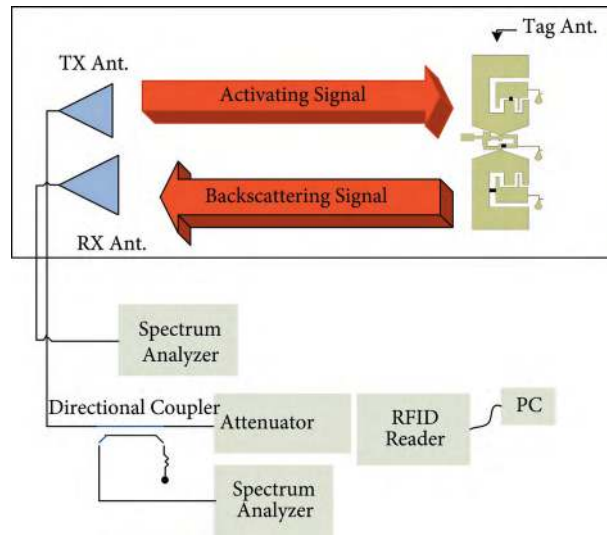 Tag Ant.
TX Ant.
Activating Signal
Backscattering Signal
RX Ant.
Spectrum
Analyzer
Directional Coupler
Attenuator
RFID
Reader
PC
Spectrum
Analyzer